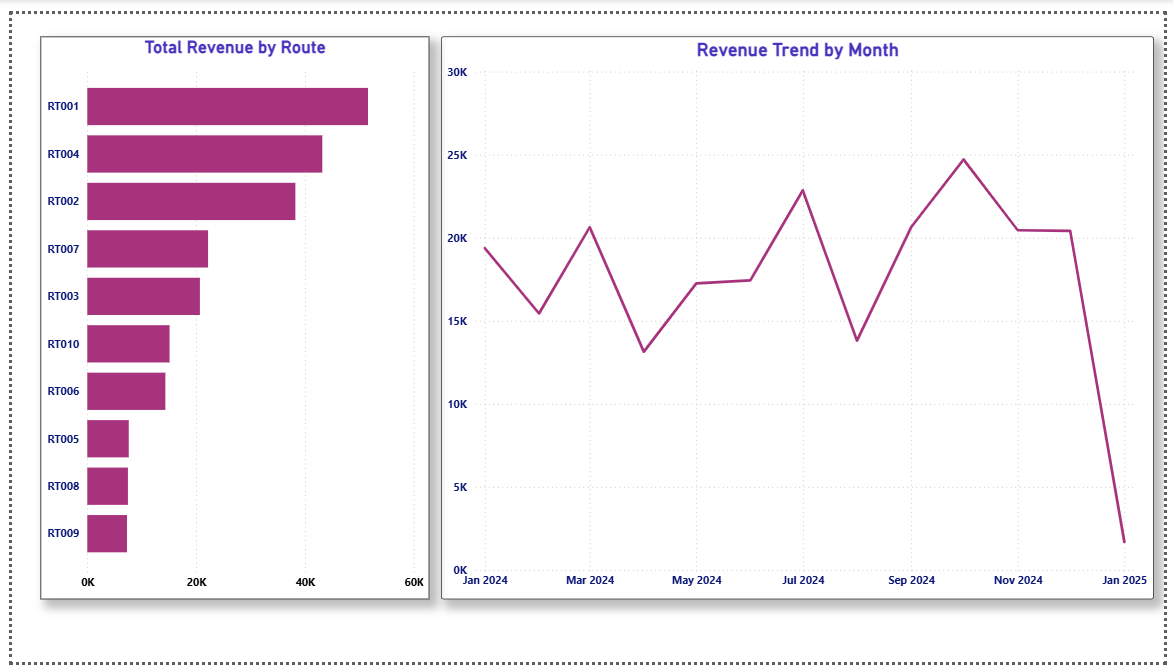 Total Revenue by Route
RT001
RT004
RT002
RT007
RT003
RT010
RT006
RT005
RT008
RT009
0K 20K 40K 60K
Revenue Trend by Month
30K
25K
20K
15K
10K
5K
0K
Jan 2024 Mar 2024 May 2024 Jul 2024 Sep 2024 Nov 2024 Jan 2025